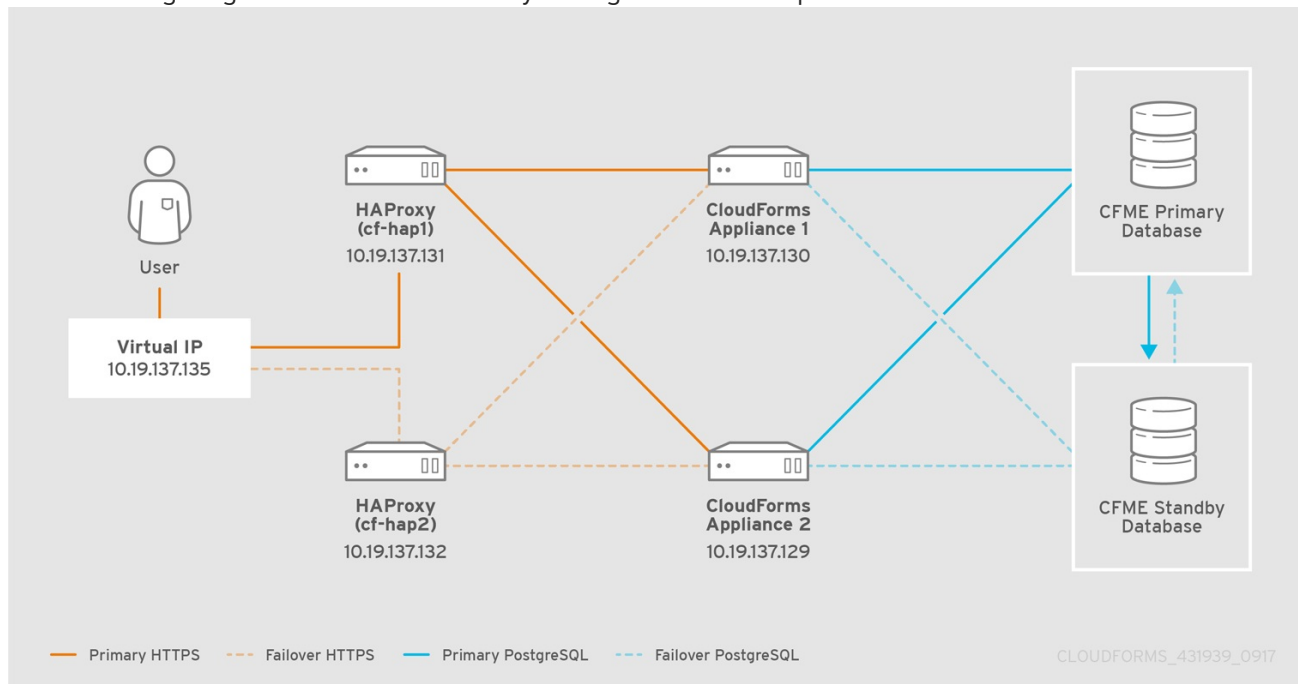 User
Virtual IP
10.19.137.135
HAProxy
(cf-hap1)
10.19.137.131
HAProxy
(cf-hap2)
10.19.137.132
CloudForms
Appliance 1
10.19.137.130
CloudForms
Appliance 2
10.19.137.129
CFME Primary
Database
CFME Standby
Database
Primary HTTPS
Failover HTTPS
Primary PostgreSQL
Failover PostgreSQL
CLOUDFORMS_431939_0917